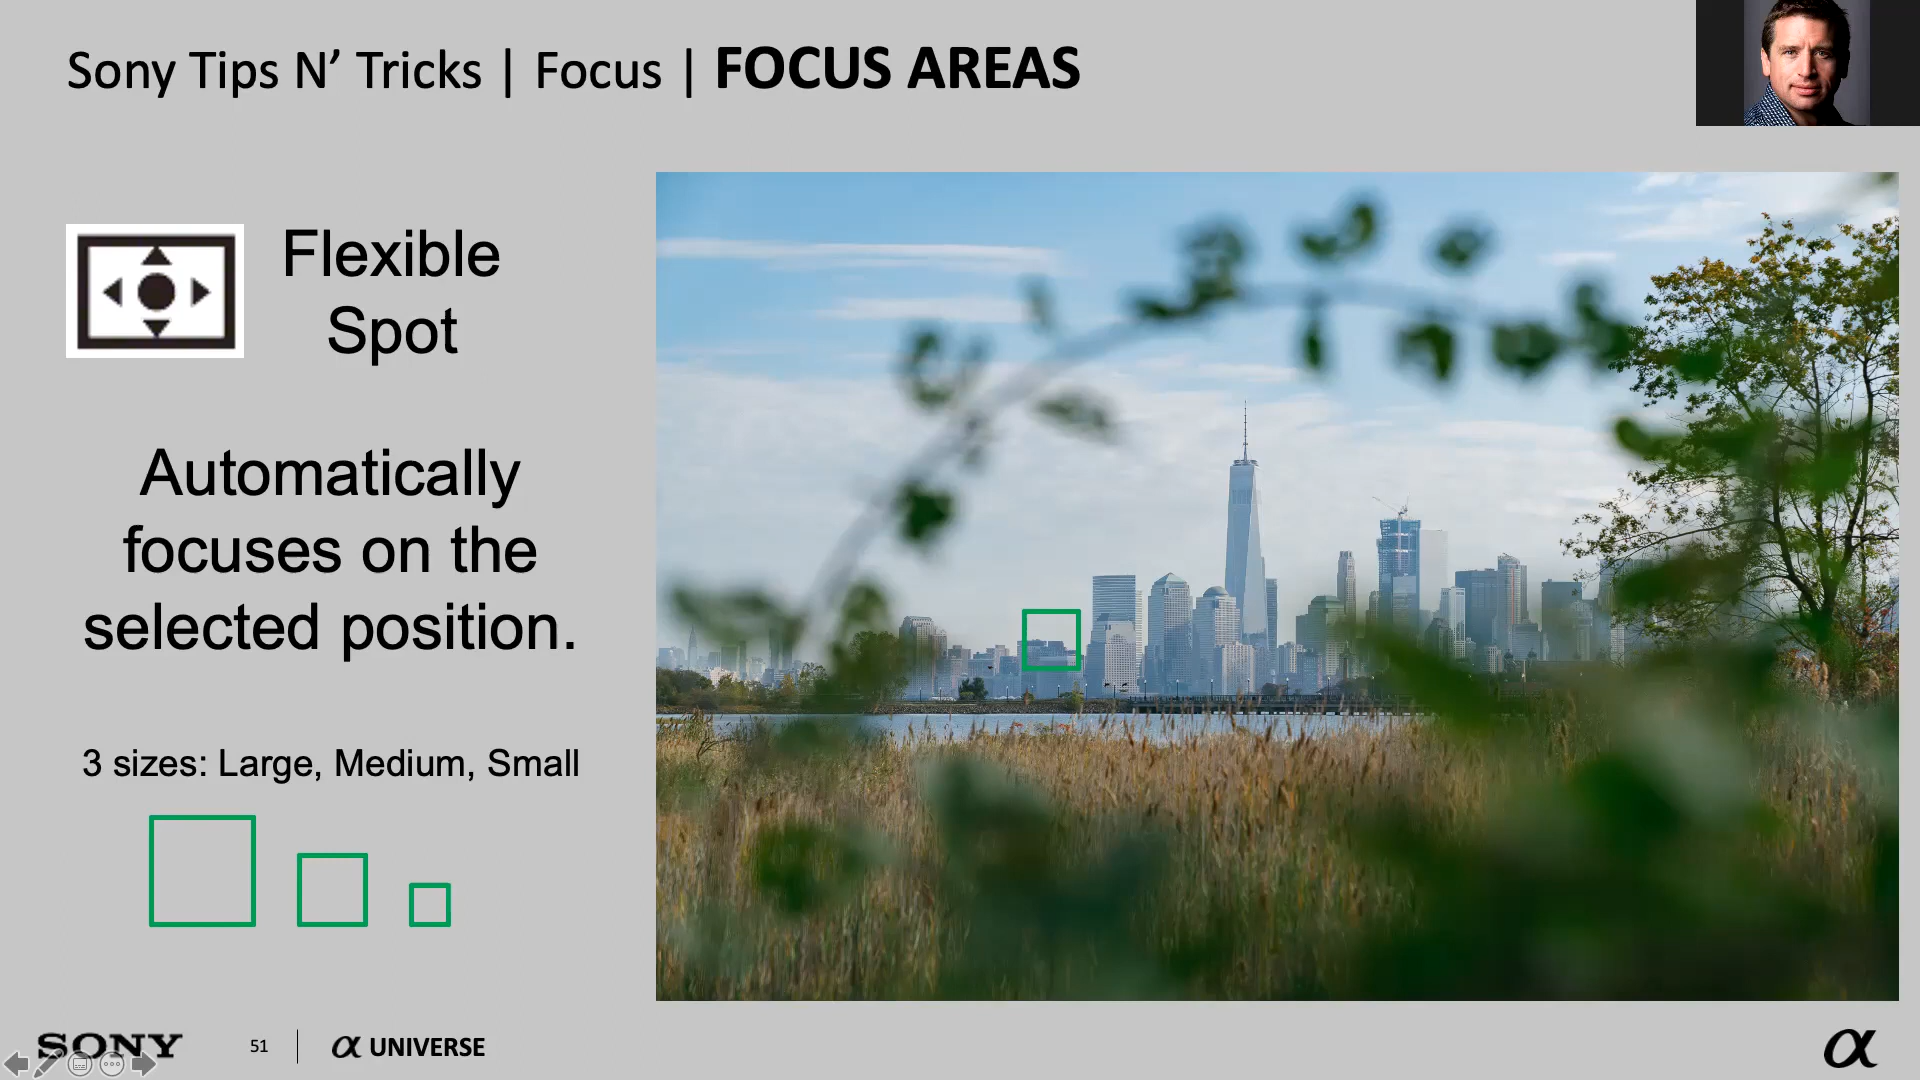 Sony Tips N’ Tricks | Focus | FOCUS AREAS
Flexible
Spot
Automatically
focuses on the
selected position.
3 sizes: Large, Medium, Small
SONY
51
α UNIVERSE
α